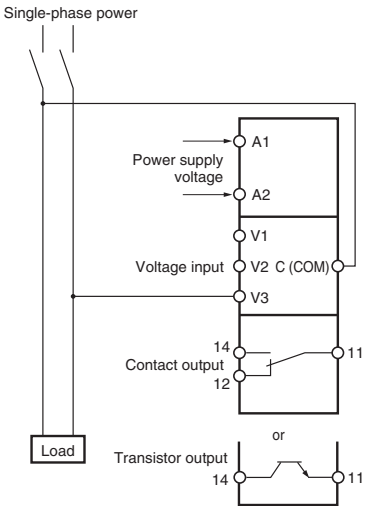 Single-phase power
A1
Power supply
voltage
A2
V1
Voltage input
V2
C (COM)
V3
14
11
Contact output
12
or
Load
Transistor output
14
11